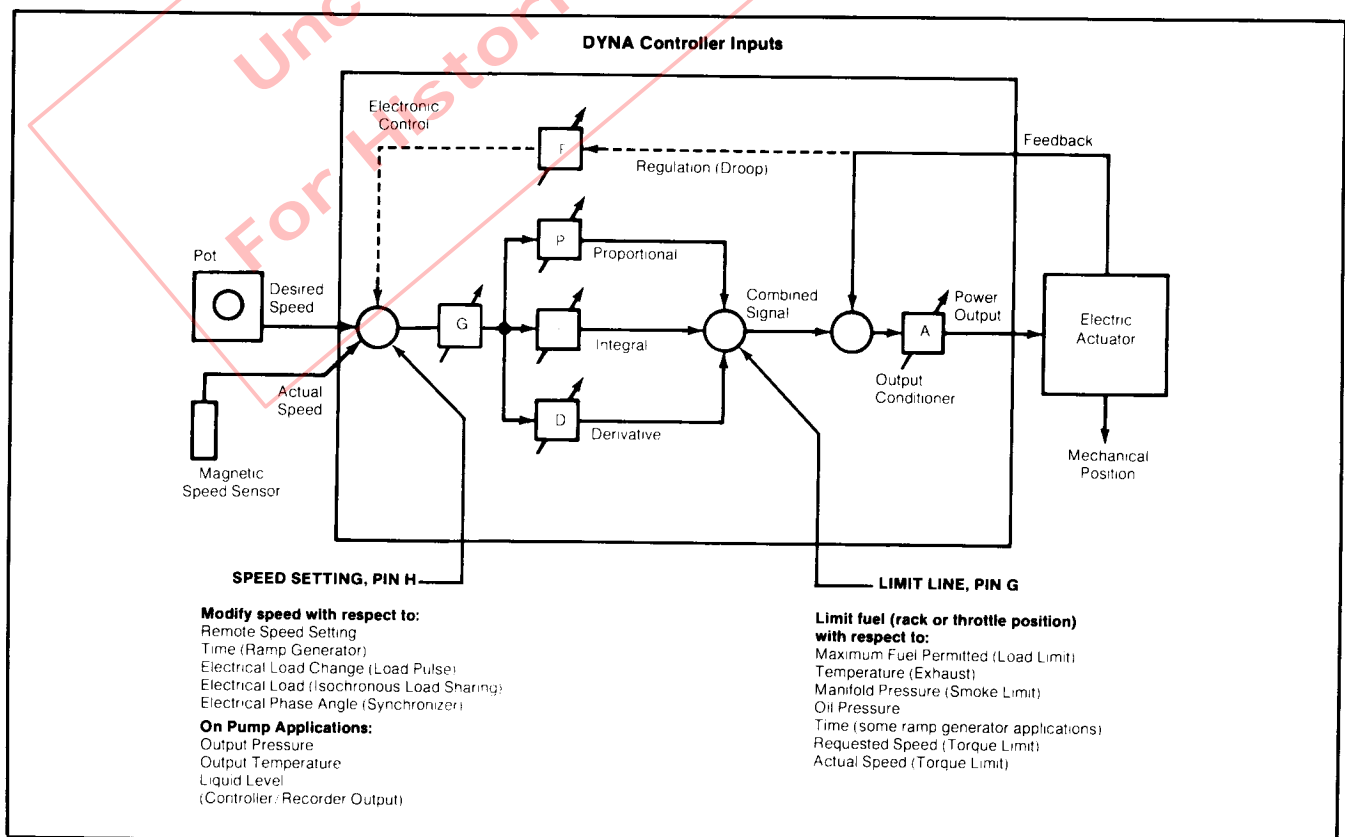 Unc
For Histor
DYNA Controller Inputs
Electronic
Control
F
Regulation (Droop)
Feedback
Pot
Desired
Speed
P
Proportional
G
Combined
Signal
Power
Output
A
Electric
Actuator
Integral
Output
Conditioner
Actual
Speed
D
Derivative
Magnetic
Speed Sensor
Mechanical
Position
SPEED SETTING, PIN H
Modify speed with respect to:
Remote Speed Setting
Time (Ramp Generator)
Electrical Load Change (Load Pulse)
Electrical Load (Isochronous Load Sharing)
Electrical Phase Angle (Synchronizer)
On Pump Applications:
Output Pressure
Output Temperature
Liquid Level
(Controller/Recorder Output)
LIMIT LINE, PIN G
Limit fuel (rack or throttle position)
with respect to:
Maximum Fuel Permitted (Load Limit)
Temperature (Exhaust)
Manifold Pressure (Smoke Limit)
Oil Pressure
Time (some ramp generator applications)
Requested Speed (Torque Limit)
Actual Speed (Torque Limit)